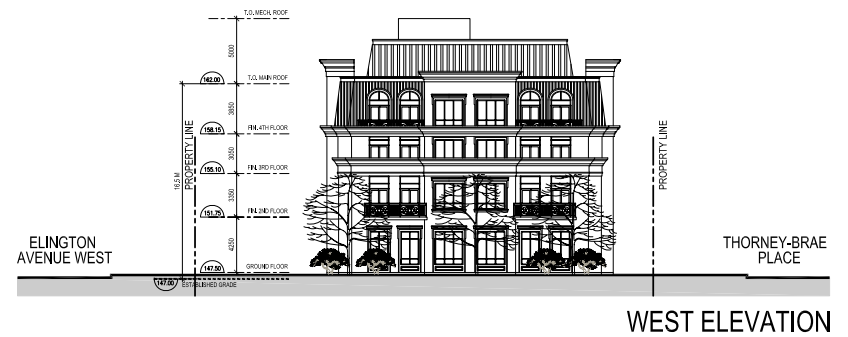 T.O. MECH. ROOF
5000
162.00
T.O. MAIN ROOF
3850
158.15
FIN. 4TH FLOOR
3050
155.10
FIN. 3RD FLOOR
3350
151.75
FIN. 2ND FLOOR
4250
147.50
GROUND FLOOR
147.00
ESTABLISHED GRADE
16,5 M
PROPERTY LINE
PROPERTY LINE
ELINGTON
AVENUE WEST
THORNEY-BRAE
PLACE
WEST ELEVATION